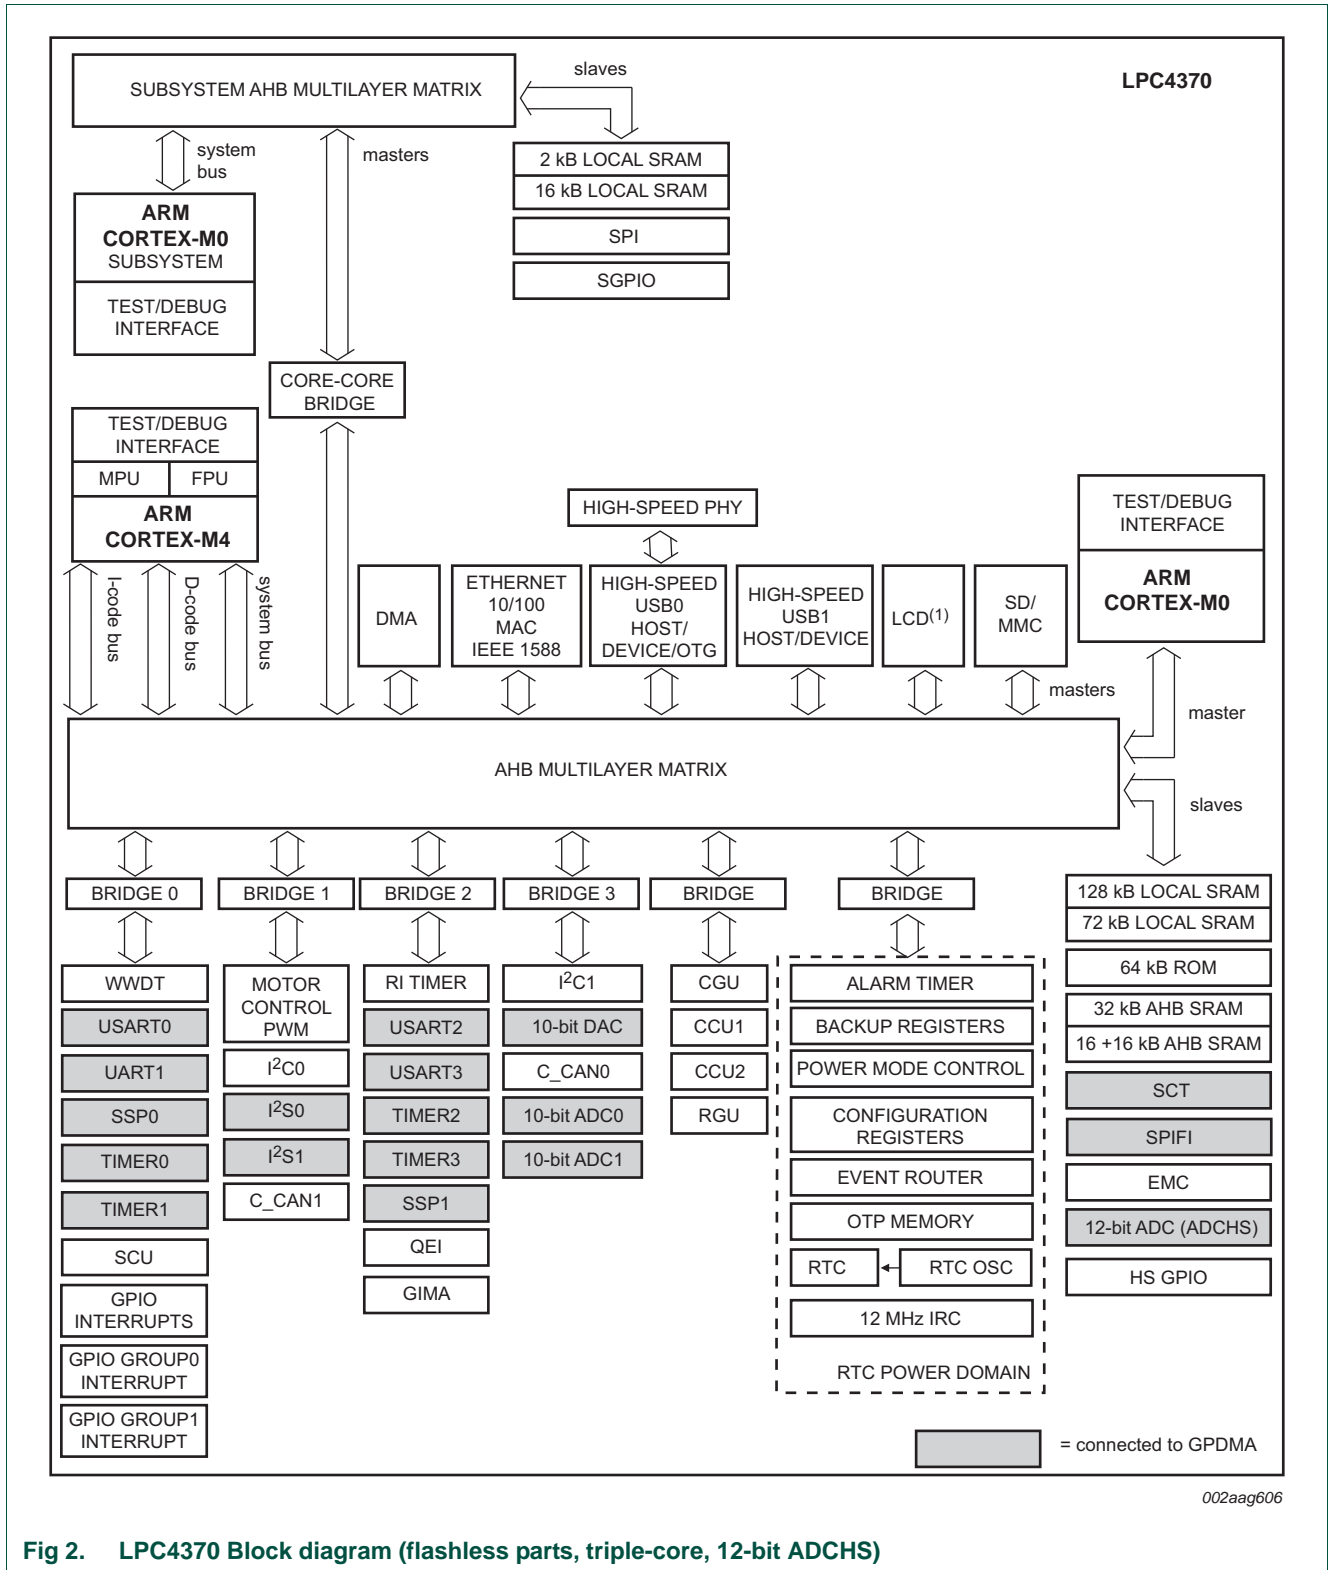 LPC4370
SUBSYSTEM AHB MULTILAYER MATRIX
slaves
system
bus
masters
2 kB LOCAL SRAM
16 kB LOCAL SRAM
SPI
SGPIO
ARM
CORTEX-M0
SUBSYSTEM
TEST/DEBUG
INTERFACE
CORE-CORE
BRIDGE
TEST/DEBUG
INTERFACE
MPU
FPU
ARM
CORTEX-M4
I-code bus
D-code bus
system bus
HIGH-SPEED PHY
DMA
ETHERNET
10/100
MAC
IEEE 1588
HIGH-SPEED
USB0
HOST/
DEVICE/OTG
HIGH-SPEED
USB1
HOST/DEVICE
LCD(1)
SD/
MMC
TEST/DEBUG
INTERFACE
ARM
CORTEX-M0
masters
master
AHB MULTILAYER MATRIX
slaves
BRIDGE 0
BRIDGE 1
BRIDGE 2
BRIDGE 3
BRIDGE
BRIDGE
WWDT
USART0
UART1
SSP0
TIMER0
TIMER1
SCU
GPIO
INTERRUPTS
GPIO GROUP0
INTERRUPT
GPIO GROUP1
INTERRUPT
MOTOR
CONTROL
PWM
I2C0
I2S0
I2S1
C_CAN1
RI TIMER
USART2
USART3
TIMER2
TIMER3
SSP1
QEI
GIMA
I2C1
10-bit DAC
C_CAN0
10-bit ADC0
10-bit ADC1
CGU
CCU1
CCU2
RGU
ALARM TIMER
BACKUP REGISTERS
POWER MODE CONTROL
CONFIGURATION
REGISTERS
EVENT ROUTER
OTP MEMORY
RTC
RTC OSC
12 MHz IRC
RTC POWER DOMAIN
128 kB LOCAL SRAM
72 kB LOCAL SRAM
64 kB ROM
32 kB AHB SRAM
16 +16 kB AHB SRAM
SCT
SPIFI
EMC
12-bit ADC (ADCHS)
HS GPIO
= connected to GPDMA
002aag606
Fig 2. LPC4370 Block diagram (flashless parts, triple-core, 12-bit ADCHS)